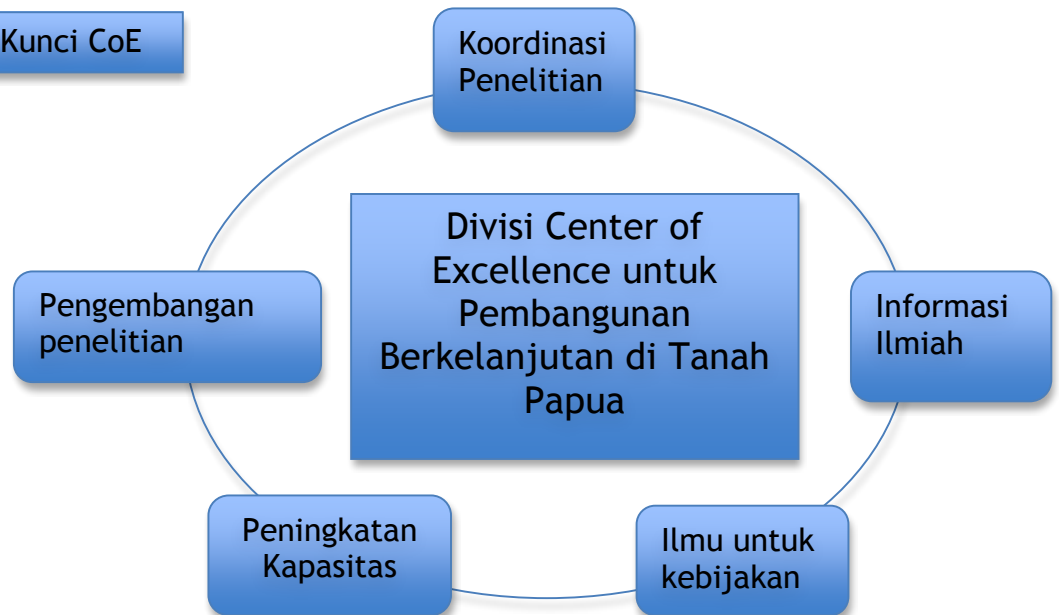 Kunci CoE
Koordinasi
Penelitian
Divisi Center of
Excellence untuk
Pembangunan
Berkelanjutan di Tanah
Papua
Pengembangan
penelitian
Informasi
Ilmiah
Peningkatan
Kapasitas
Ilmu untuk
kebijakan